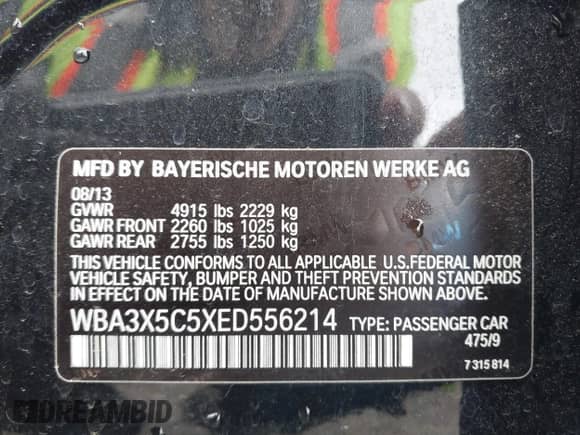 MFD BY BAYERISCHE MOTOREN WERKE AG
08/13
GVWR 4915 lbs 2229 kg
GAWR FRONT 2260 lbs 1025 kg
GAWR REAR 2755 lbs 1250 kg
THIS VEHICLE CONFORMS TO ALL APPLICABLE U.S.FEDERAL MOTOR
VEHICLE SAFETY, BUMPER AND THEFT PREVENTION STANDARDS
IN EFFECT ON THE DATE OF MANUFACTURE SHOWN ABOVE.
WBA3X5C5XED556214 TYPE: PASSENGER CAR
475/9
7 315 814
DREAMBID